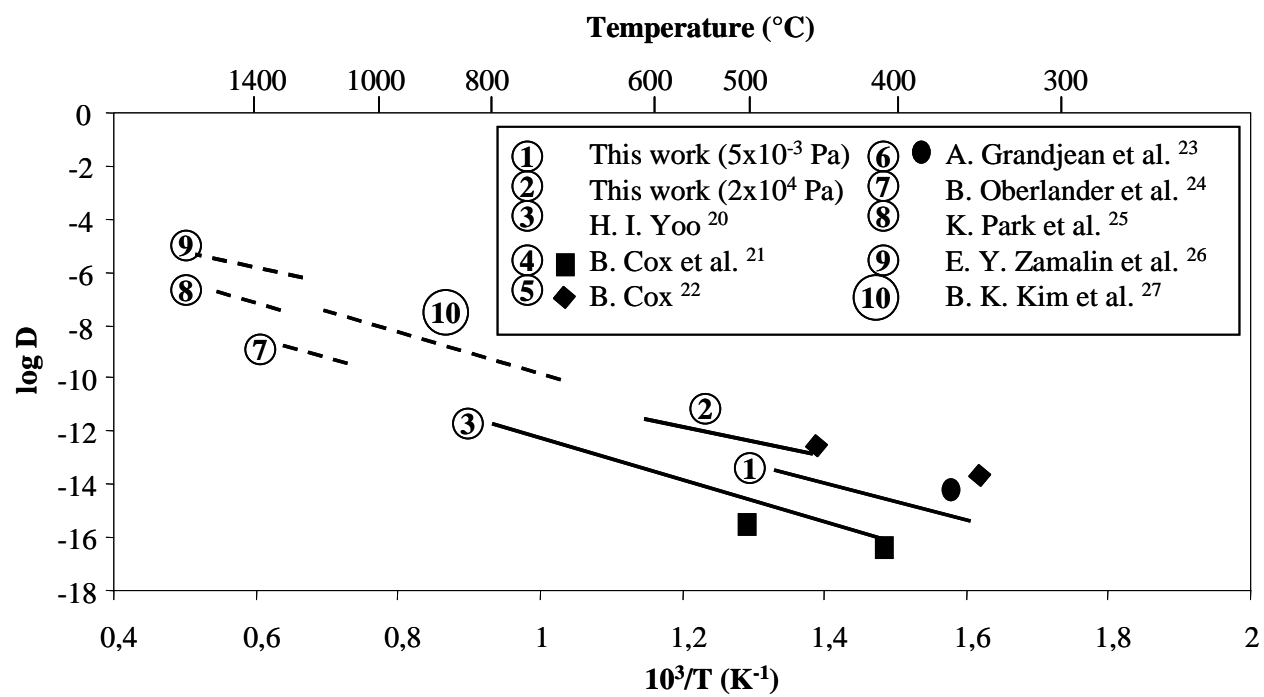 Temperature (°C)
1400 1000 800 600 500 400 300
0
-2
-4
-6
-8
-10
-12
-14
-16
-18
log D
1 This work (5x10⁻³ Pa)
2 This work (2x10⁴ Pa)
3 H. I. Yoo ²⁰
4 B. Cox et al. ²¹
5 B. Cox ²²
6 A. Grandjean et al. ²³
7 B. Oberlander et al. ²⁴
8 K. Park et al. ²⁵
9 E. Y. Zamalin et al. ²⁶
10 B. K. Kim et al. ²⁷
9
8
7
10
3
2
1
0,4 0,6 0,8 1 1,2 1,4 1,6 1,8 2
10³/T (K⁻¹)